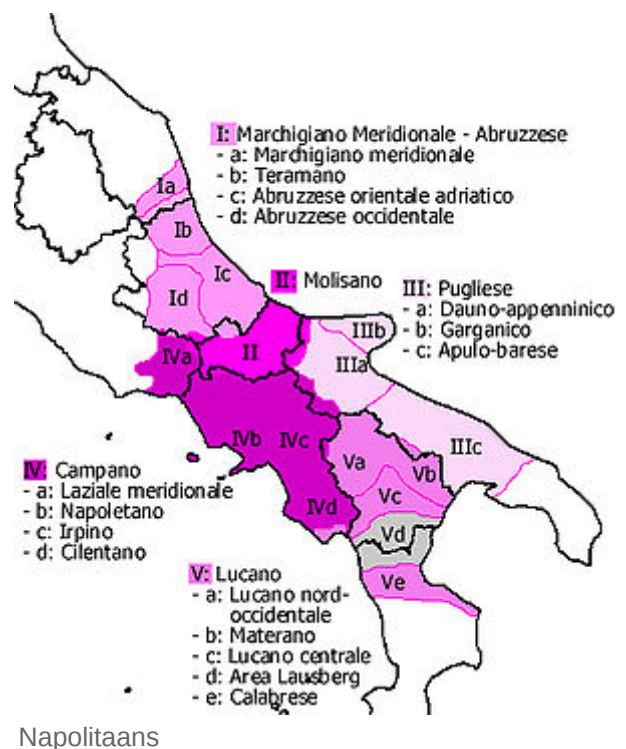 I: Marchigiano Meridionale - Abruzzese
- a: Marchigiano meridionale
- b: Teramano
- c: Abruzzese orientale adriatico
- d: Abruzzese occidentale
Ia
Ib
Ic
Id
II: Molisano
III: Pugliese
- a: Dauno-appenninico
- b: Garganico
- c: Apulo-barese
IIIb
II
IIIa
IVa
IVb
IVc
IIIc
Va
Vb
Vc
IVd
Vd
Ve
IV: Campano
- a: Laziale meridionale
- b: Napoletano
- c: Irpino
- d: Cilentano
V: Lucano
- a: Lucano nord-
occidentale
- b: Materano
- c: Lucano centrale
- d: Area Lausberg
- e: Calabrese
Napolitaans